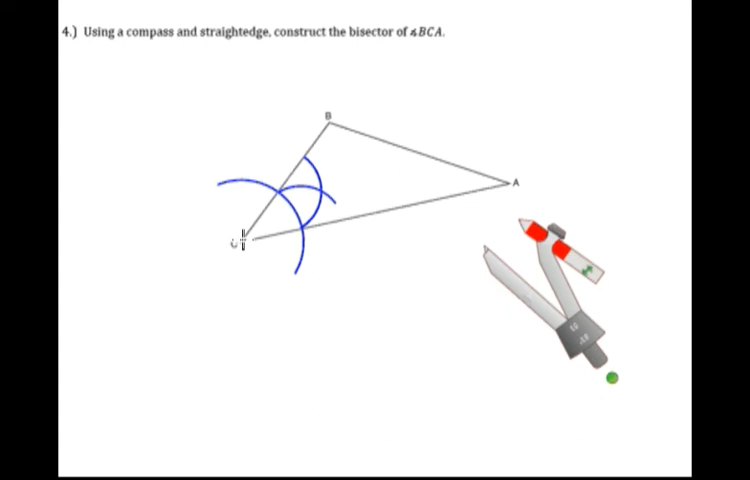 4.) Using a compass and straightedge, construct the bisector of ∡BCA.
B
A
C